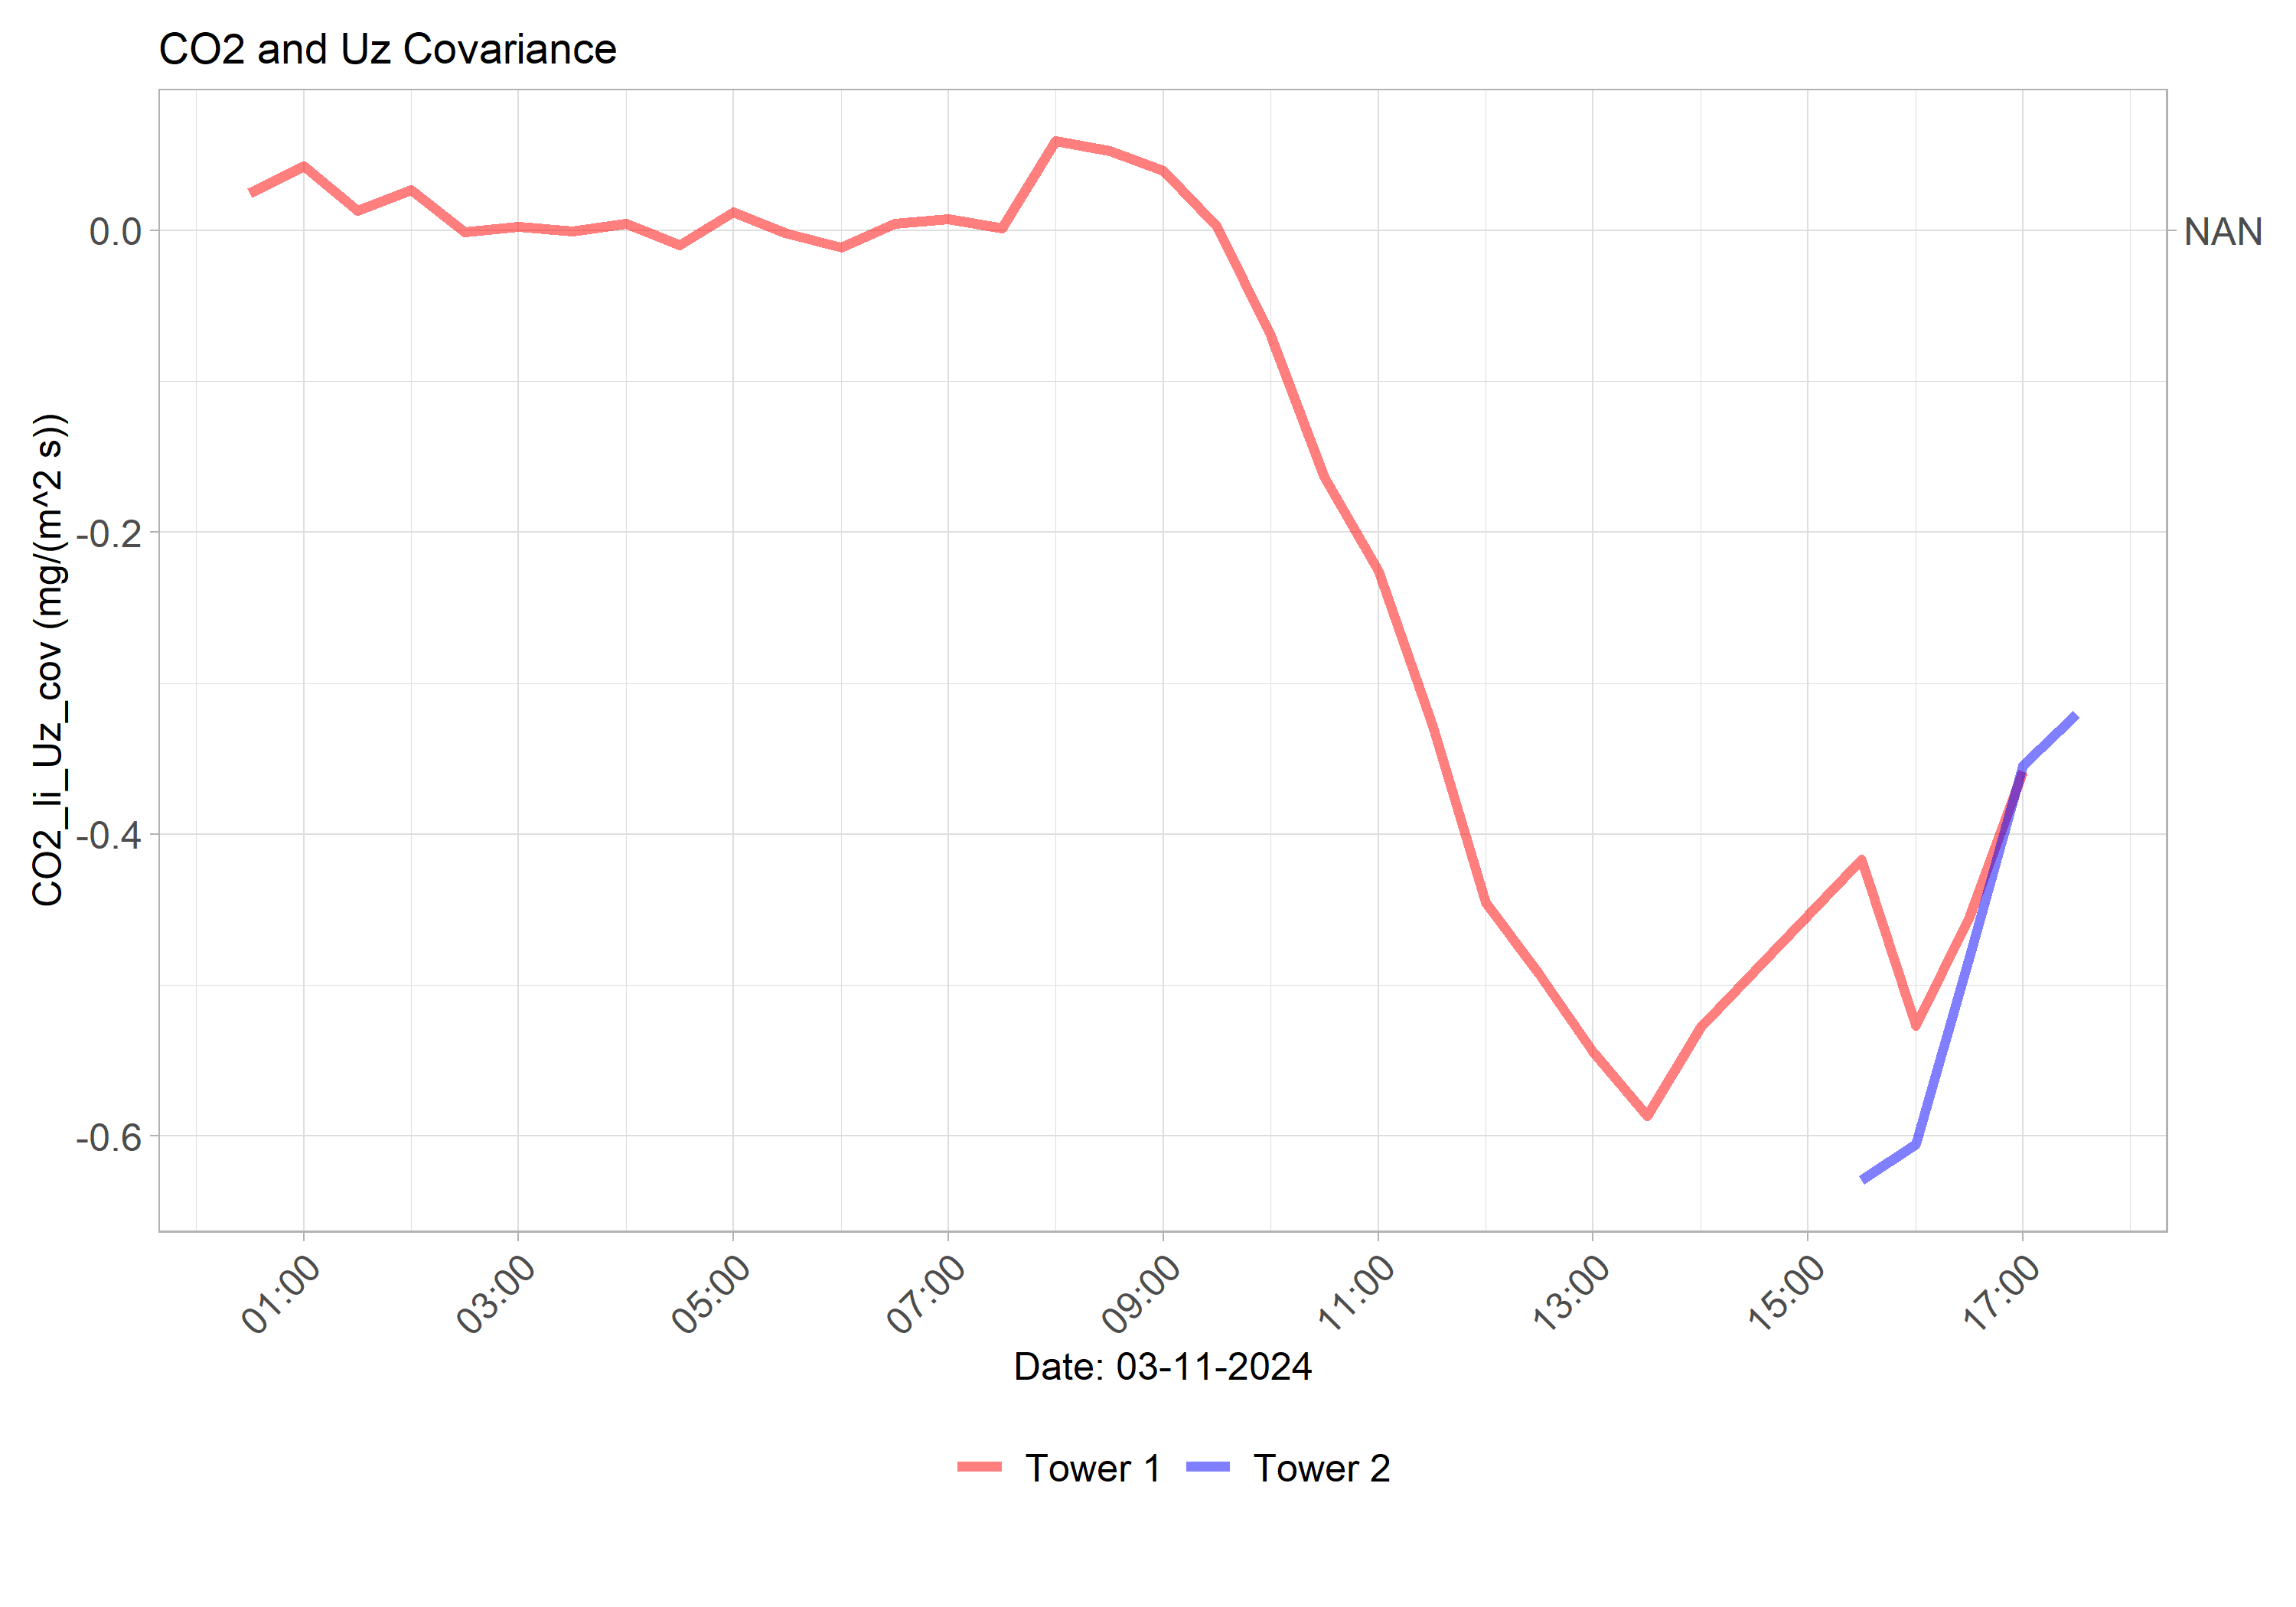 CO2 and Uz Covariance
CO2_li_Uz_cov (mg/(m^2 s))
0.0
-0.2
-0.4
-0.6
NAN
01:00
03:00
05:00
07:00
09:00
11:00
13:00
15:00
17:00
Date: 03-11-2024
Tower 1 Tower 2